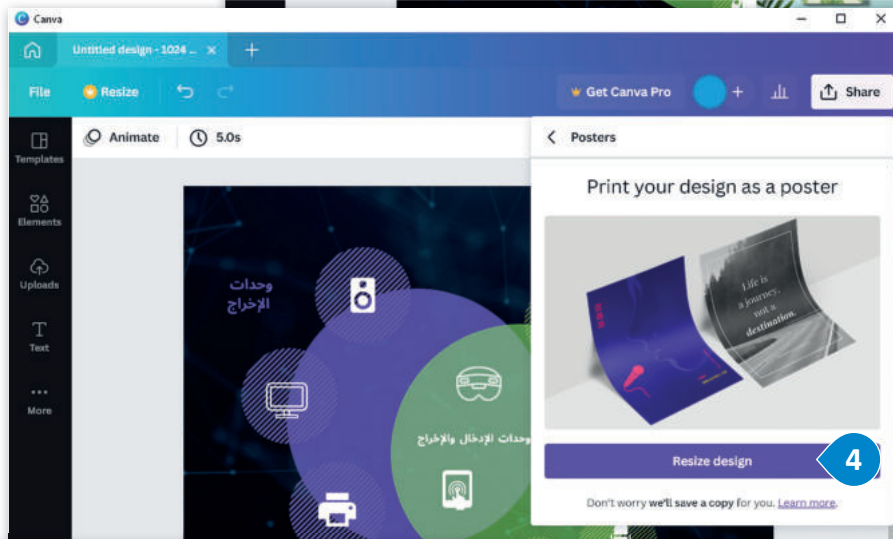 Canva
Untitled design - 1024 ...
File
Resize
Get Canva Pro
Share
Templates
Elements
Uploads
Text
More
Animate
5.0s
Posters
Print your design as a poster
Life is
a journey,
not a
destination.
وحدات
الإخراج
وحدات الإدخال والإخراج
Resize design
4
Don't worry we'll save a copy for you. Learn more.